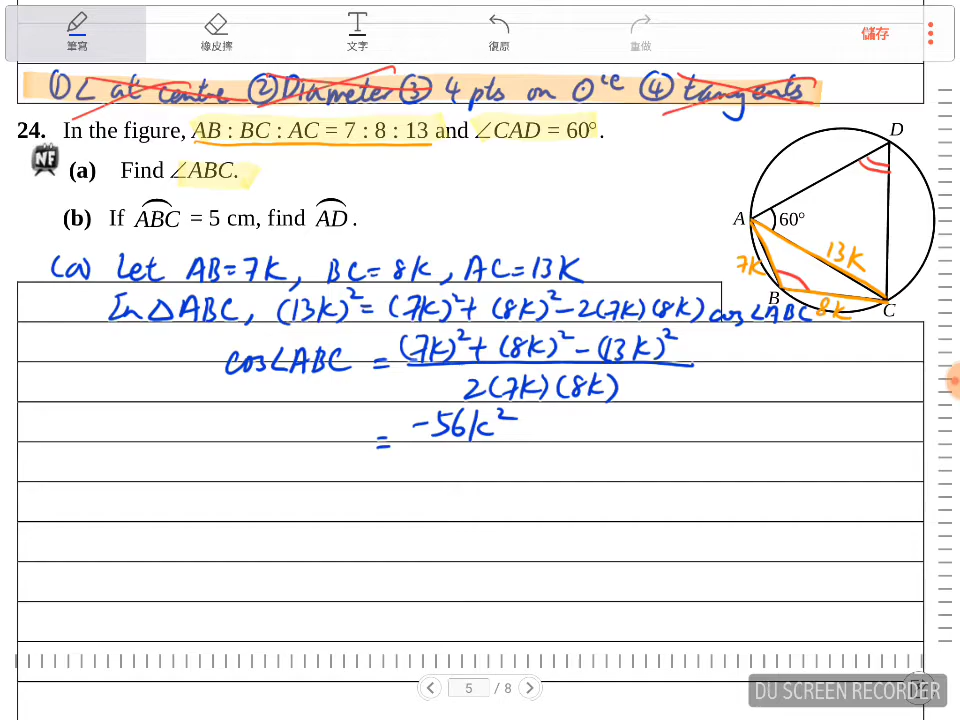 筆寫 橡皮擦 文字 復原 重做 儲存
① ∠ at centre ② Diameter ③ 4 pts on ⊙ce ④ tangents
24. In the figure, AB : BC : AC = 7 : 8 : 13 and ∠CAD = 60°.
NF (a) Find ∠ABC.
(b) If ABC = 5 cm, find AD.
D
A 60°
7k 13k
B 8k C
(a) Let AB=7k, BC=8k, AC=13k
In △ABC, (13k)²=(7k)²+(8k)²-2(7k)(8k)cos∠ABC
cos∠ABC = (7k)²+(8k)²-(13k)²
2(7k)(8k)
= -56k²
5 / 8
DU SCREEN RECORDER